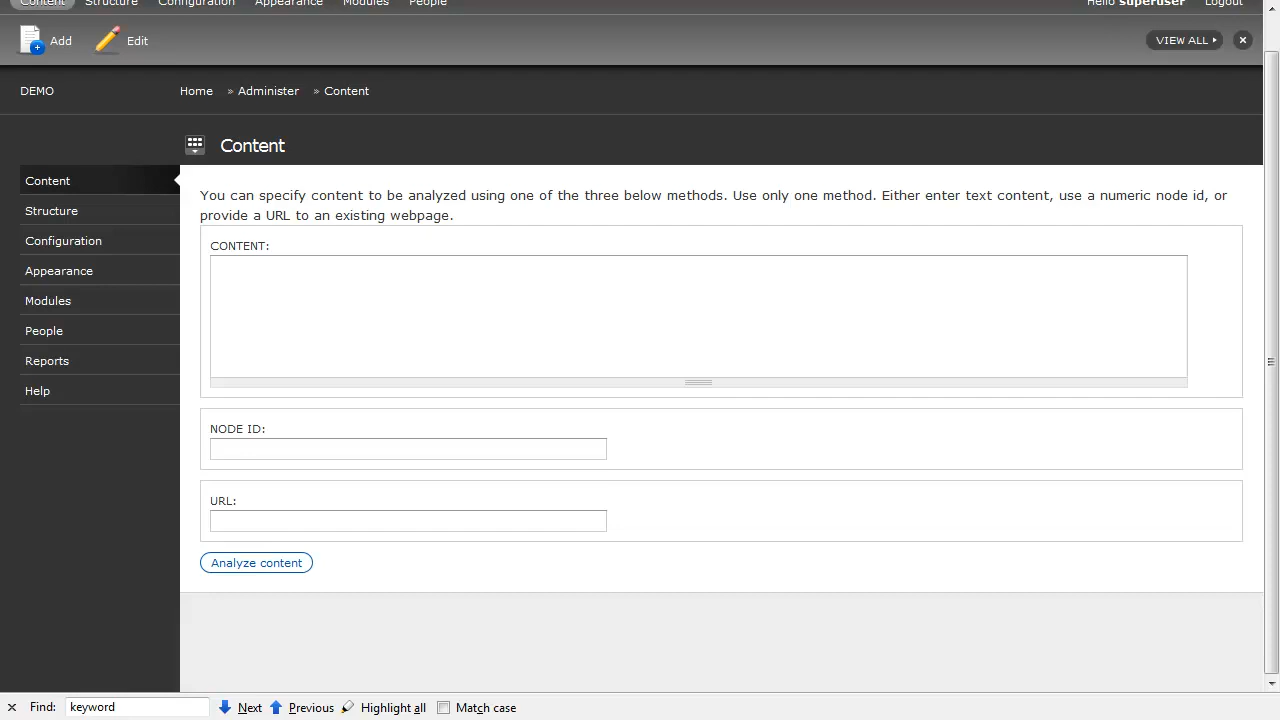 Content Structure Configuration Appearance Modules People Hello superuser Logout
Add Edit VIEW ALL
DEMO Home » Administer » Content
Content
Content
Structure
Configuration
Appearance
Modules
People
Reports
Help
You can specify content to be analyzed using one of the three below methods. Use only one method. Either enter text content, use a numeric node id, or
provide a URL to an existing webpage.
CONTENT:
NODE ID:
URL:
Analyze content
Find: keyword Next Previous Highlight all Match case